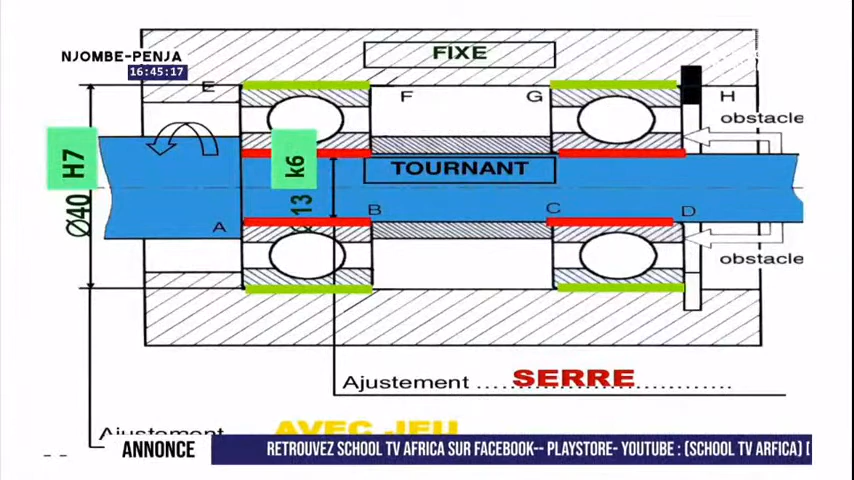 FIXE
NJOMBE-PENJA
16:45:17
E
F
G
H
obstacle
H7
k6
TOURNANT
Ø40
13
A
B
C
D
obstacle
Ajustement ....SERRE...............
Ajustement AVEC JEU
ANNONCE
RETROUVEZ SCHOOL TV AFRICA SUR FACEBOOK-- PLAYSTORE- YOUTUBE : (SCHOOL TV ARFICA)